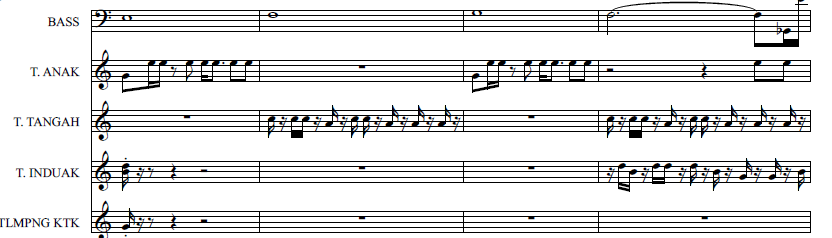 BASS
T. ANAK
T. TANGAH
T. INDUAK
TLMPNG KTK